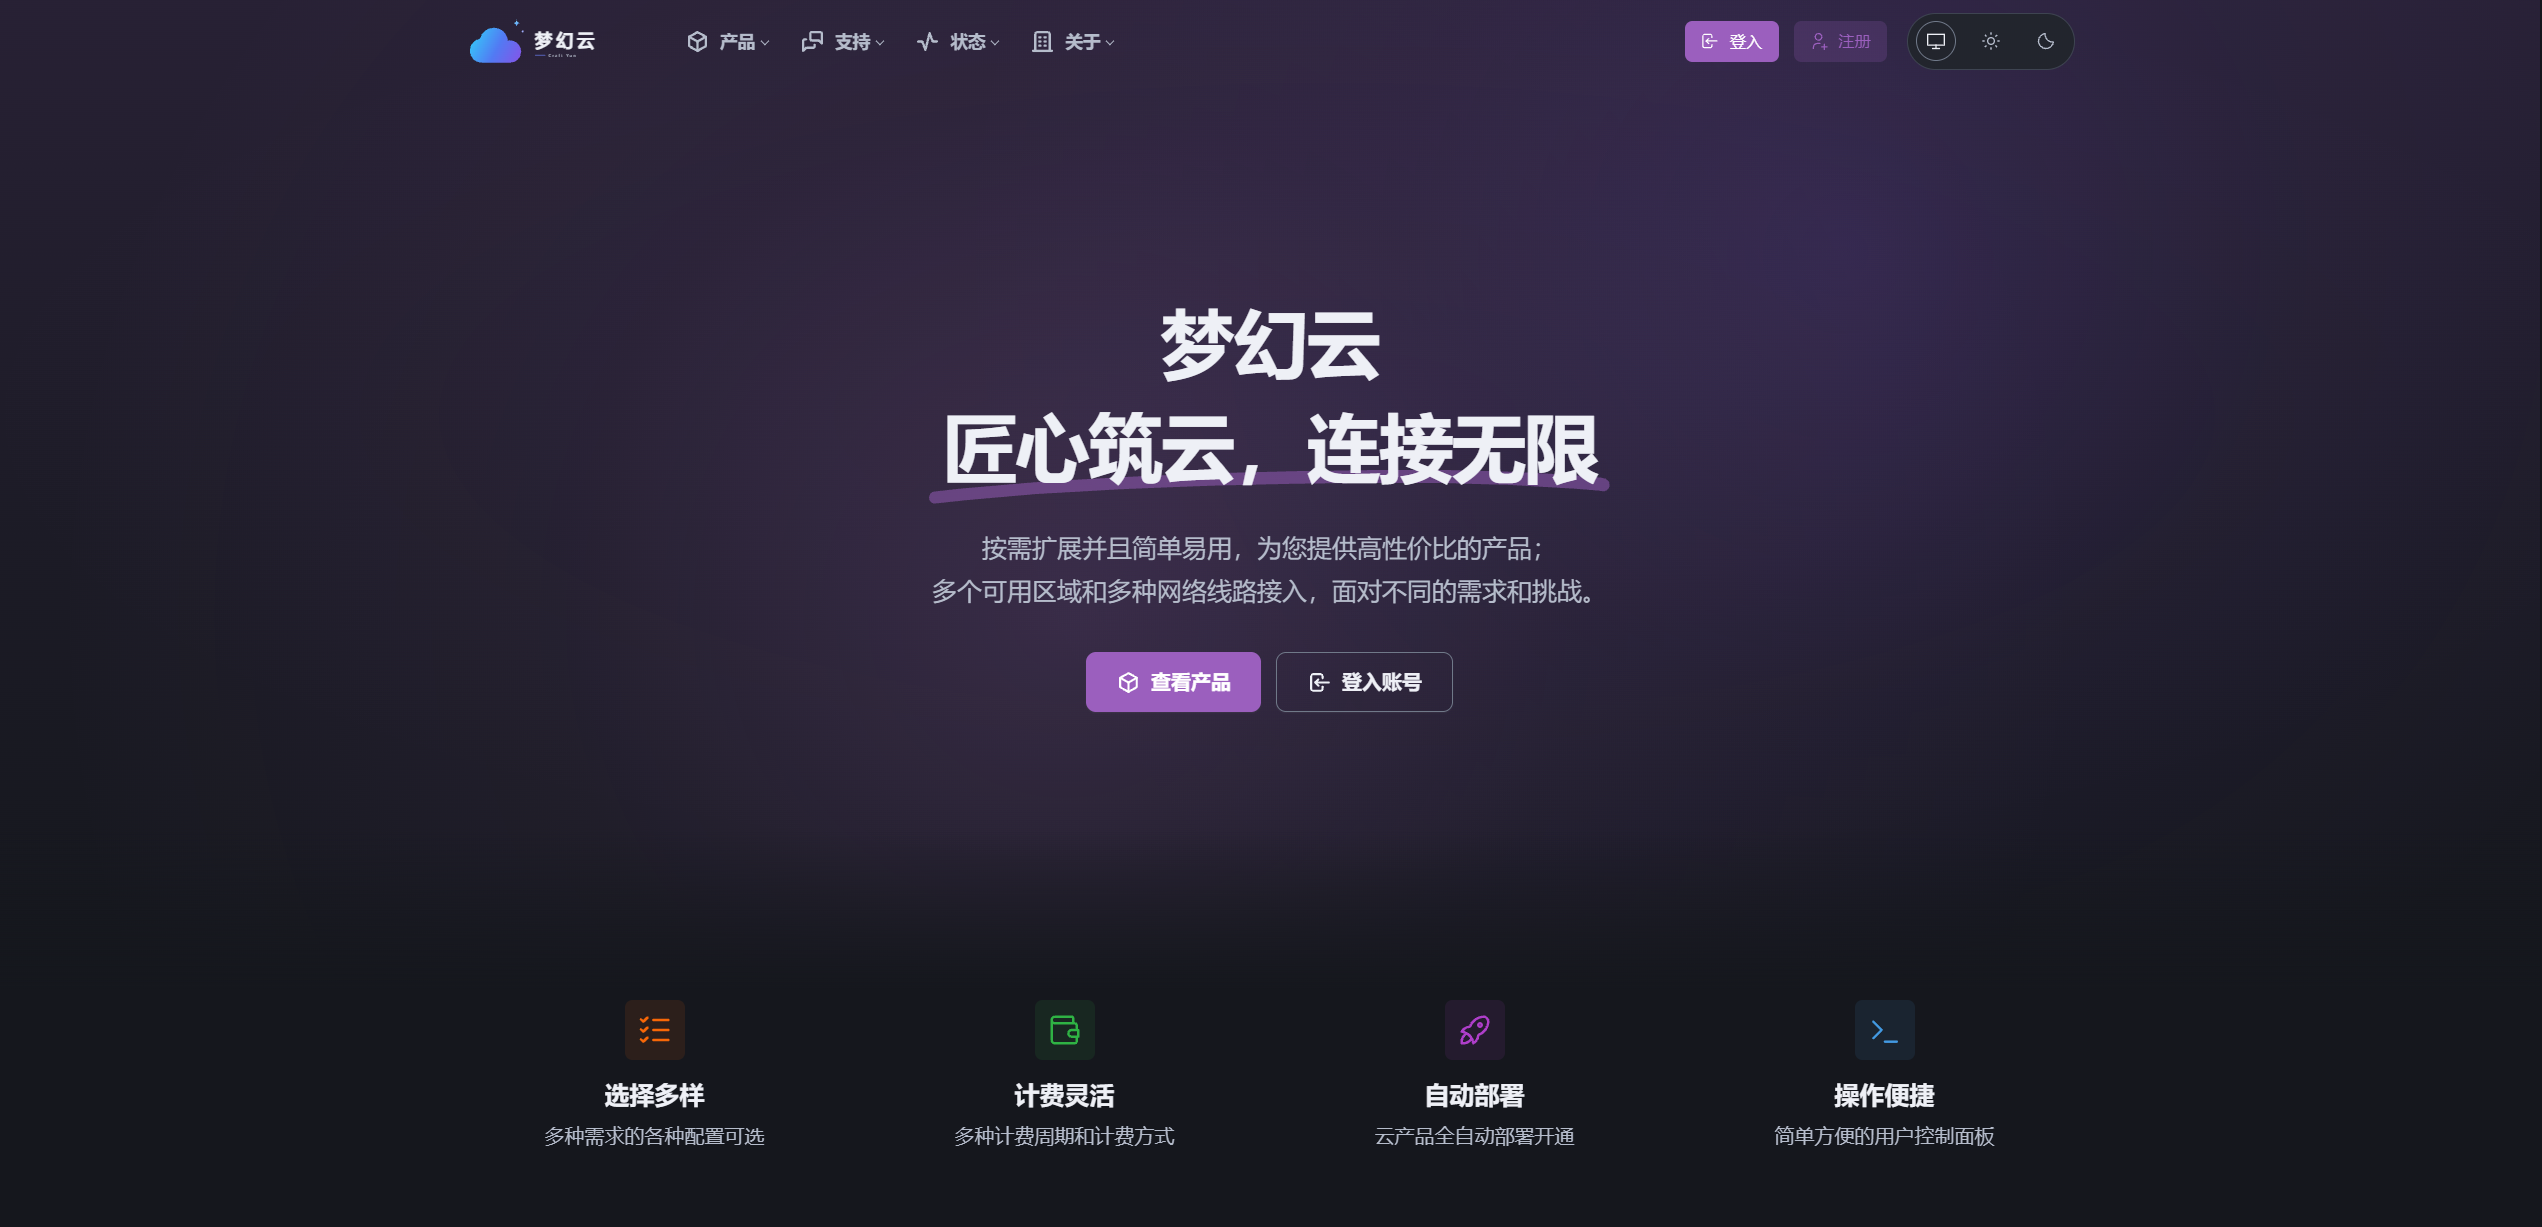 梦幻云
Craft Yun
产品
支持
状态
关于
登入
注册
梦幻云
匠心筑云，连接无限
按需扩展并且简单易用，为您提供高性价比的产品；
多个可用区域和多种网络线路接入，面对不同的需求和挑战。
查看产品
登入账号
选择多样
多种需求的各种配置可选
计费灵活
多种计费周期和计费方式
自动部署
云产品全自动部署开通
操作便捷
简单方便的用户控制面板